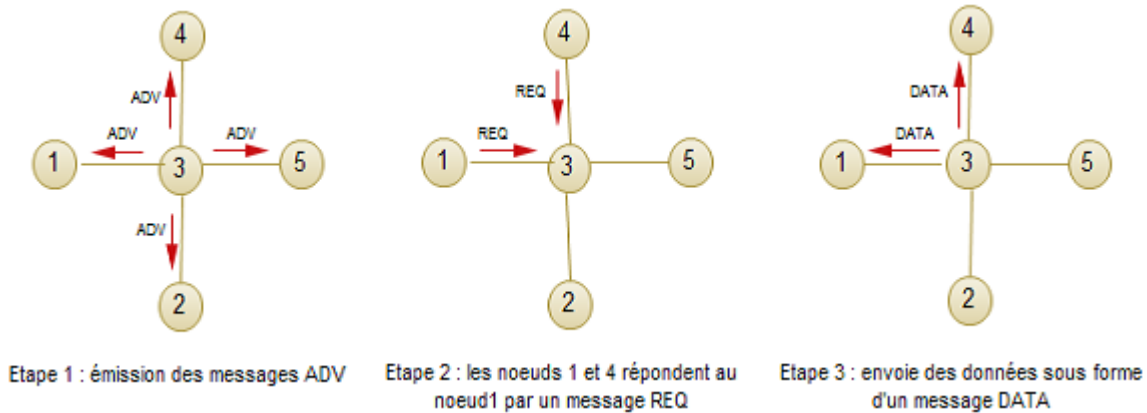 4
ADV
ADV
ADV
1
3
5
ADV
2
Etape 1 : émission des messages ADV
4
REQ
REQ
1
3
5
2
Etape 2 : les noeuds 1 et 4 répondent au
noeud1 par un message REQ
4
DATA
DATA
1
3
5
2
Etape 3 : envoie des données sous forme
d'un message DATA